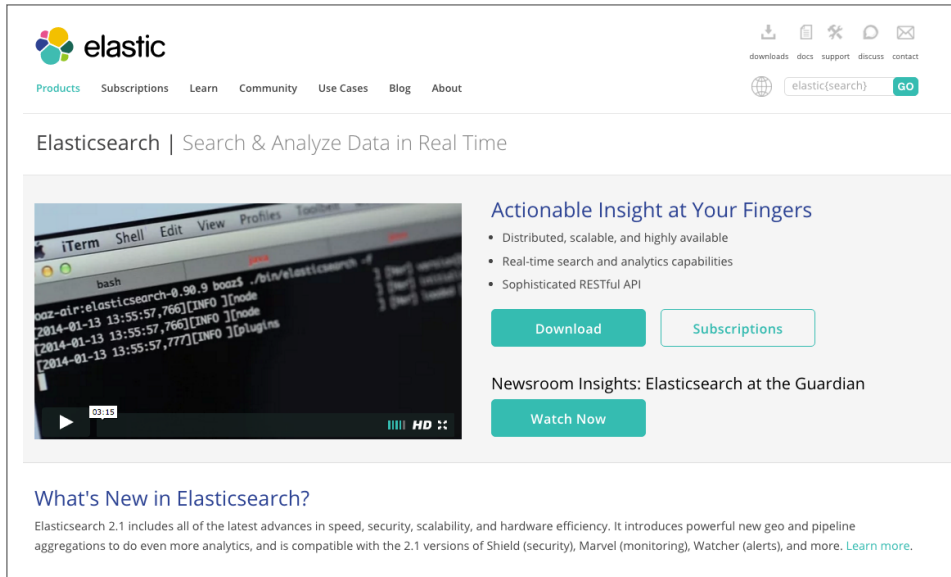 elastic
downloads docs support discuss contact
Products Subscriptions Learn Community Use Cases Blog About
elastic{search} GO
Elasticsearch | Search & Analyze Data in Real Time
iTerm Shell Edit View Profiles Toolbelt
bash java
oaz-air:elasticsearch-0.90.9 boaz$ ./bin/elasticsearch -f
[2014-01-13 13:55:57,766][INFO ][node
[2014-01-13 13:55:57,766][INFO ][node
[2014-01-13 13:55:57,777][INFO ][plugins
03:15
HD
Actionable Insight at Your Fingers
• Distributed, scalable, and highly available
• Real-time search and analytics capabilities
• Sophisticated RESTful API
Download Subscriptions
Newsroom Insights: Elasticsearch at the Guardian
Watch Now
What's New in Elasticsearch?
Elasticsearch 2.1 includes all of the latest advances in speed, security, scalability, and hardware efficiency. It introduces powerful new geo and pipeline
aggregations to do even more analytics, and is compatible with the 2.1 versions of Shield (security), Marvel (monitoring), Watcher (alerts), and more. Learn more.